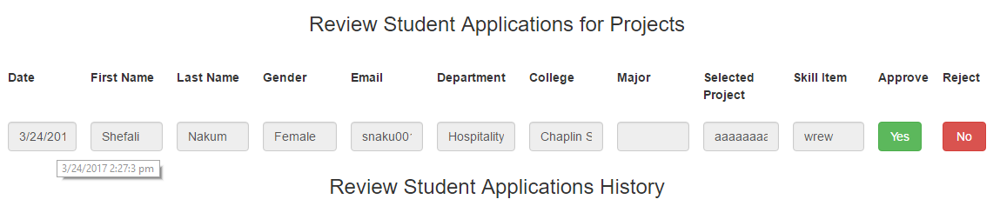 Review Student Applications for Projects
Date First Name Last Name Gender Email Department College Major Selected Project Skill Item Approve Reject
3/24/201 Shefali Nakum Female snaku00 Hospitality Chaplin S aaaaaaaa wrew Yes No
3/24/2017 2:27:3 pm
Review Student Applications History